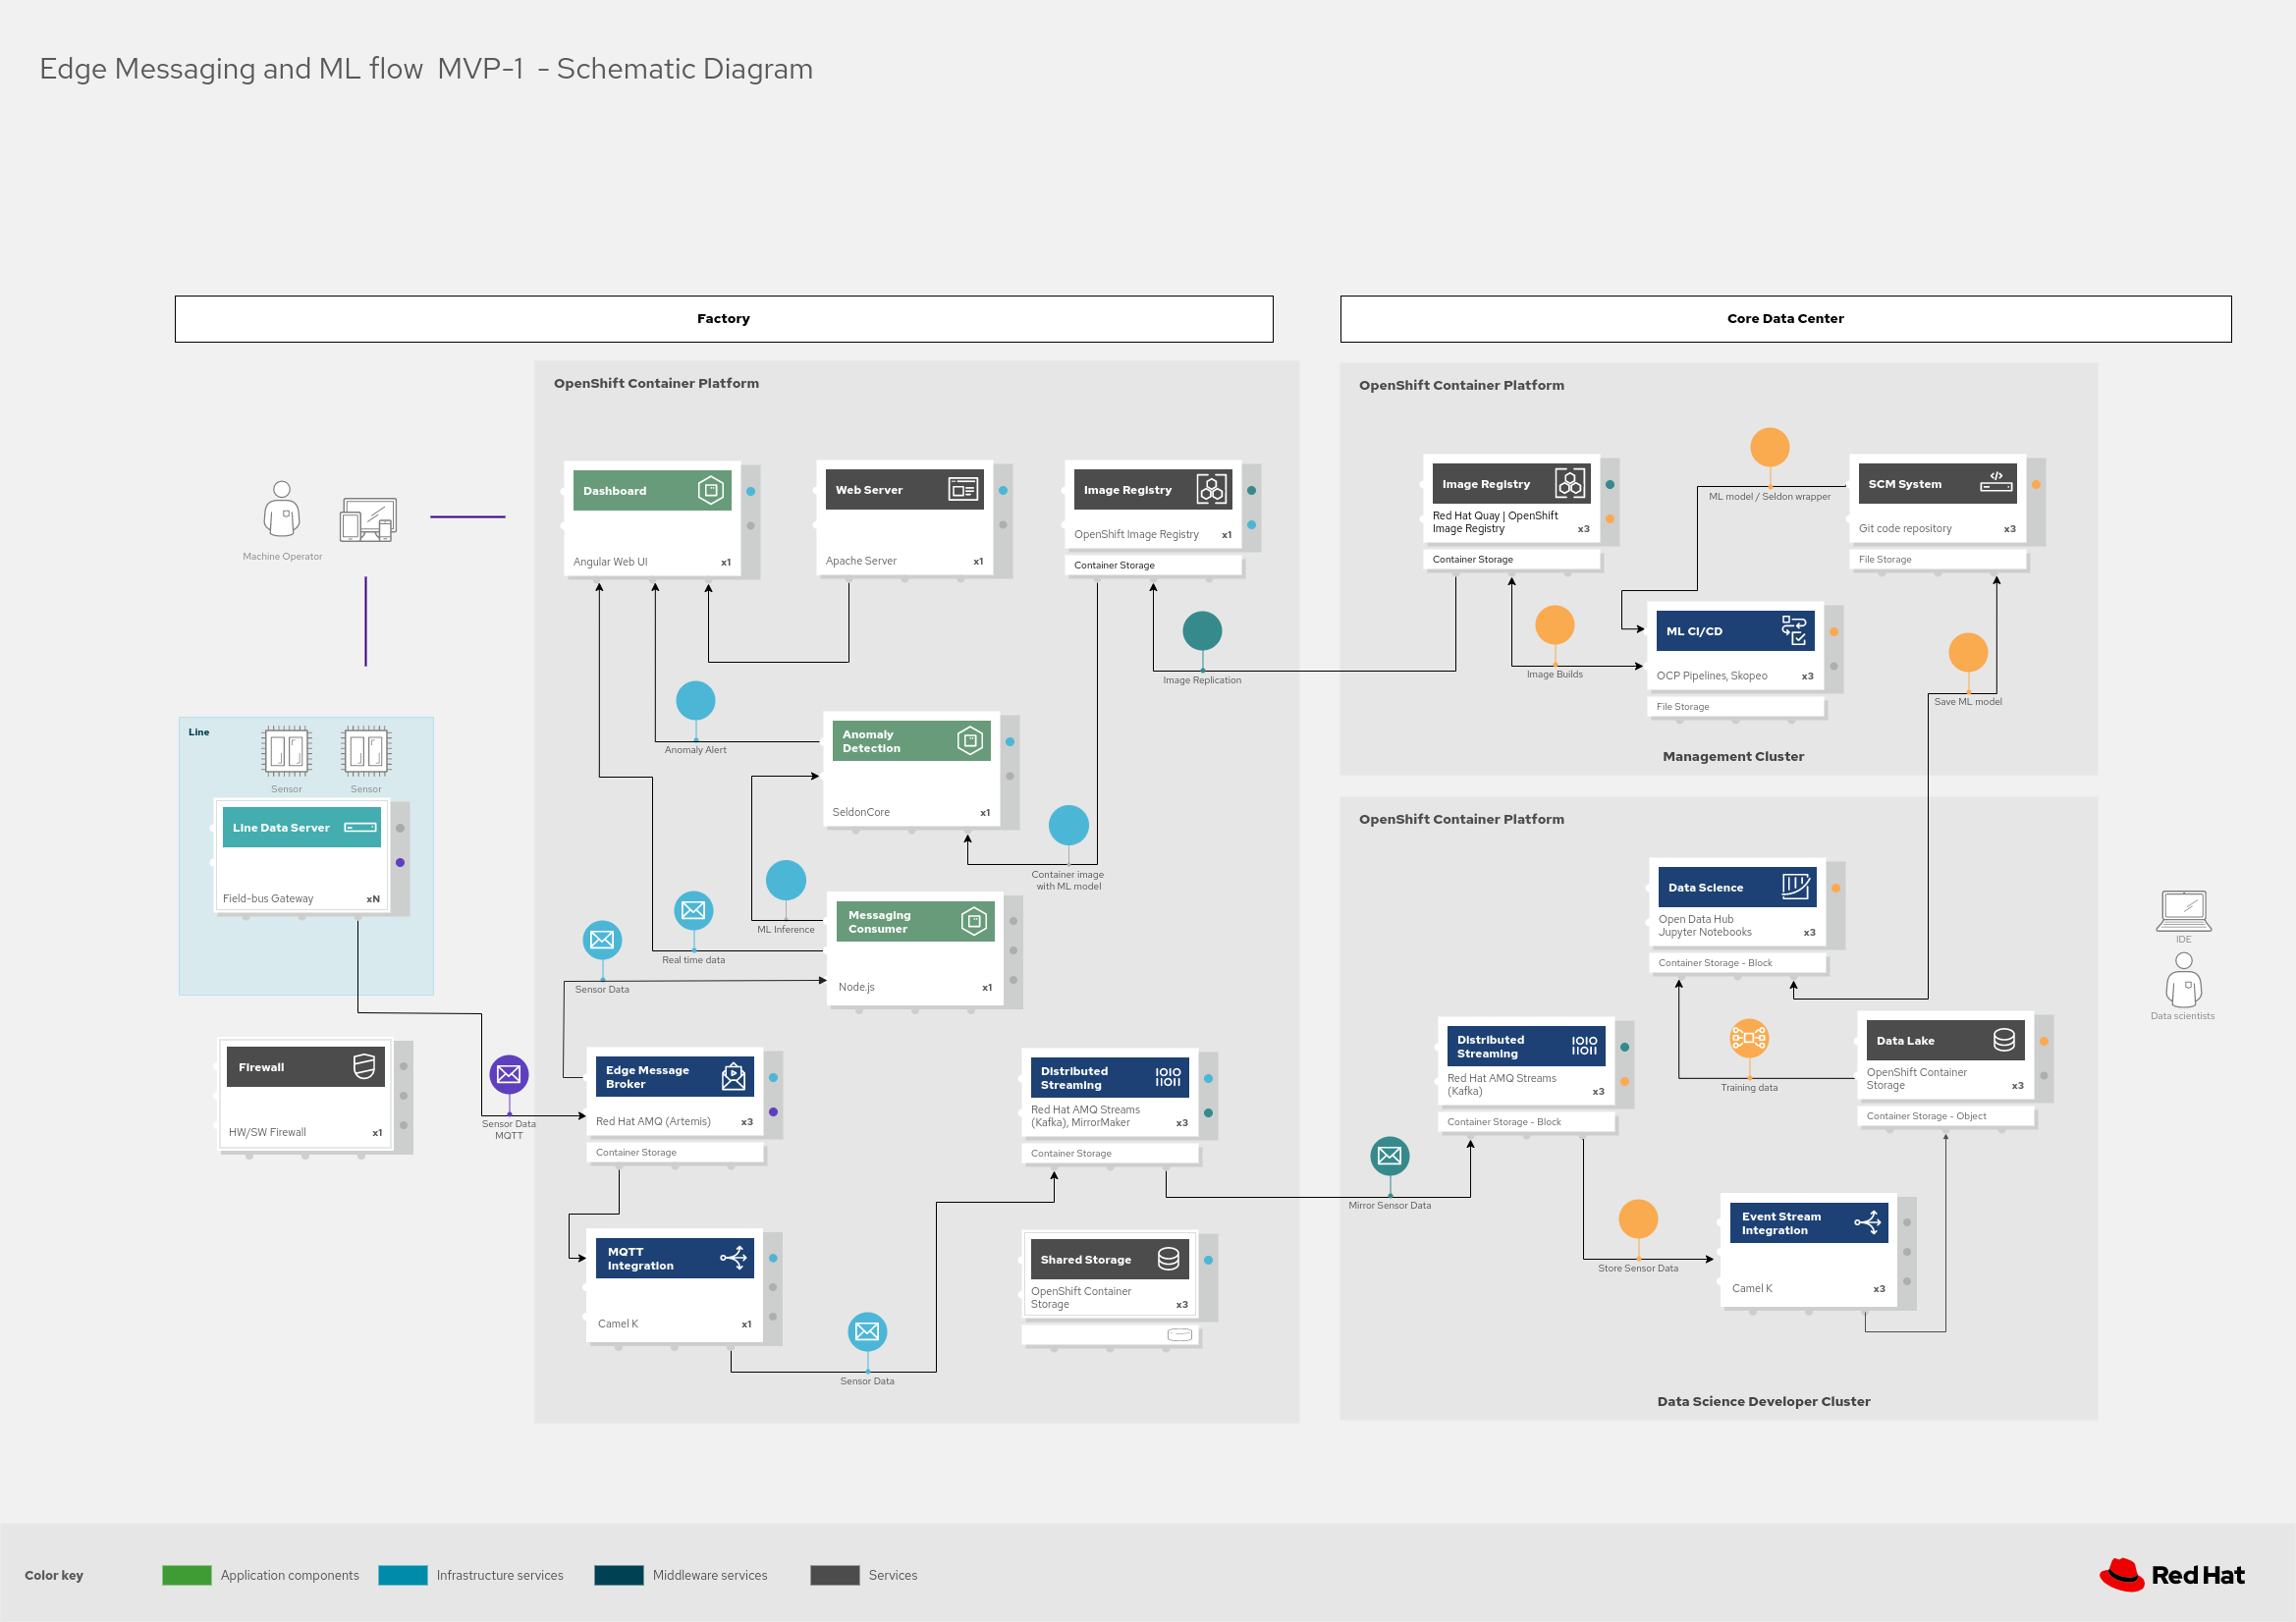 Edge Messaging and ML flow MVP-1 - Schematic Diagram
Factory
Core Data Center
OpenShift Container Platform
Dashboard
Angular Web UI
x1
Web Server
Apache Server
x1
Image Registry
OpenShift Image Registry
x1
Container Storage
Machine Operator
Image Replication
Anomaly Alert
Anomaly
Detection
SeldonCore
x1
Line
Sensor
Sensor
Line Data Server
Field-bus Gateway
xN
Container image
with ML model
ML Inference
Real time data
Sensor Data
Messaging
Consumer
Node.js
x1
Firewall
HW/SW Firewall
x1
Sensor Data
MQTT
Edge Message
Broker
Red Hat AMQ (Artemis)
x3
Container Storage
Distributed
Streaming
Red Hat AMQ Streams
(Kafka), MirrorMaker
x3
Container Storage
MQTT
Integration
Camel K
x1
Sensor Data
Shared Storage
OpenShift Container
Storage
x3
OpenShift Container Platform
Image Registry
Red Hat Quay | OpenShift
Image Registry
x3
Container Storage
ML model / Seldon wrapper
SCM System
Git code repository
x3
File Storage
ML CI/CD
OCP Pipelines, Skopeo
x3
File Storage
Image Builds
Save ML model
Management Cluster
OpenShift Container Platform
Data Science
Open Data Hub
Jupyter Notebooks
x3
Container Storage - Block
IDE
Data scientists
Distributed
Streaming
Red Hat AMQ Streams
(Kafka)
x3
Container Storage - Block
Training data
Data Lake
OpenShift Container
Storage
x3
Container Storage - Object
Mirror Sensor Data
Store Sensor Data
Event Stream
Integration
Camel K
x3
Data Science Developer Cluster
Color key
Application components
Infrastructure services
Middleware services
Services
Red Hat